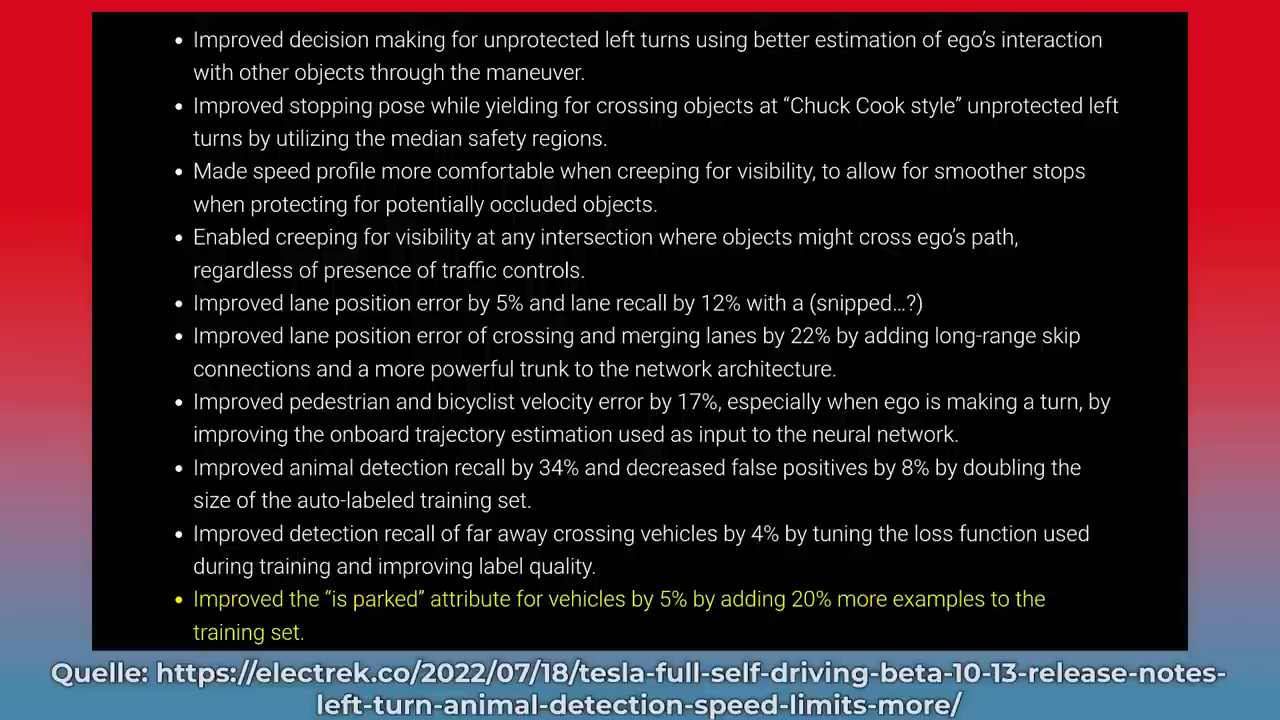 • Improved decision making for unprotected left turns using better estimation of ego’s interaction
with other objects through the maneuver.
• Improved stopping pose while yielding for crossing objects at “Chuck Cook style” unprotected left
turns by utilizing the median safety regions.
• Made speed profile more comfortable when creeping for visibility, to allow for smoother stops
when protecting for potentially occluded objects.
• Enabled creeping for visibility at any intersection where objects might cross ego’s path,
regardless of presence of traffic controls.
• Improved lane position error by 5% and lane recall by 12% with a (snipped…?)
• Improved lane position error of crossing and merging lanes by 22% by adding long-range skip
connections and a more powerful trunk to the network architecture.
• Improved pedestrian and bicyclist velocity error by 17%, especially when ego is making a turn, by
improving the onboard trajectory estimation used as input to the neural network.
• Improved animal detection recall by 34% and decreased false positives by 8% by doubling the
size of the auto-labeled training set.
• Improved detection recall of far away crossing vehicles by 4% by tuning the loss function used
during training and improving label quality.
• Improved the “is parked” attribute for vehicles by 5% by adding 20% more examples to the
training set.
Quelle: https://electrek.co/2022/07/18/tesla-full-self-driving-beta-10-13-release-notes-
left-turn-animal-detection-speed-limits-more/